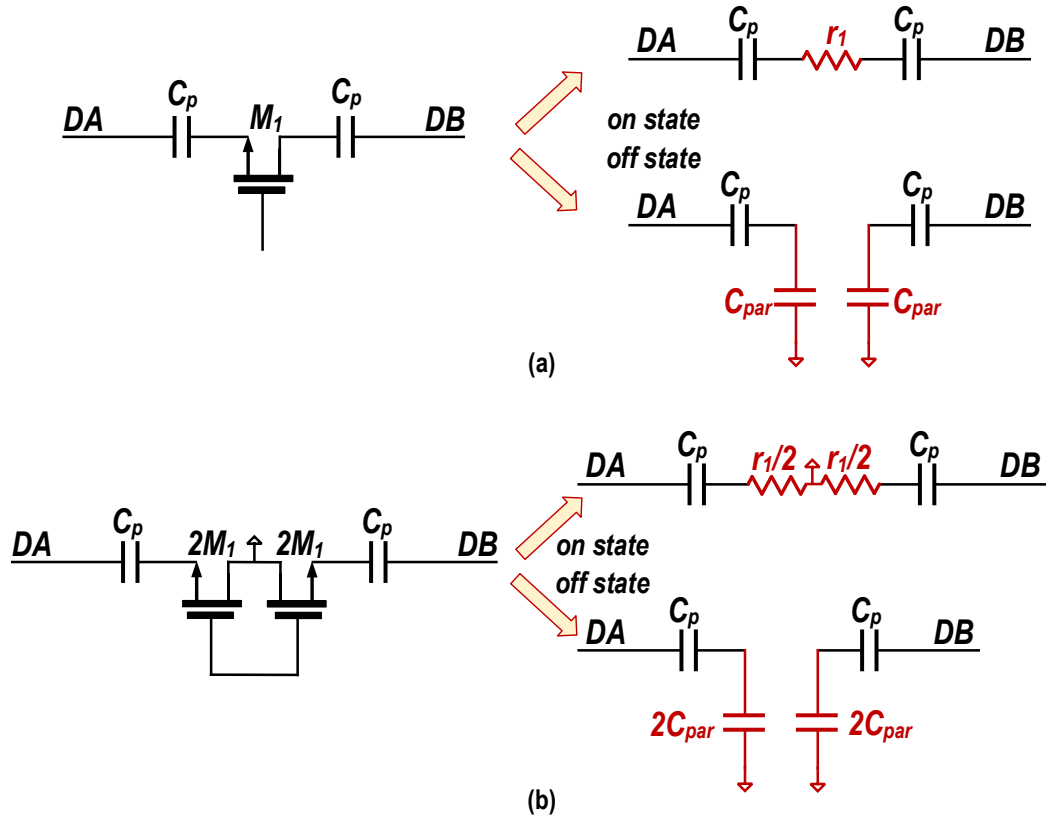 DA Cp r1 Cp DB
DA Cp M1 Cp DB
on state
off state
DA Cp Cp DB
Cpar Cpar
(a)
DA Cp r1/2 r1/2 Cp DB
DA Cp 2M1 2M1 Cp DB
on state
off state
DA Cp Cp DB
2Cpar 2Cpar
(b)